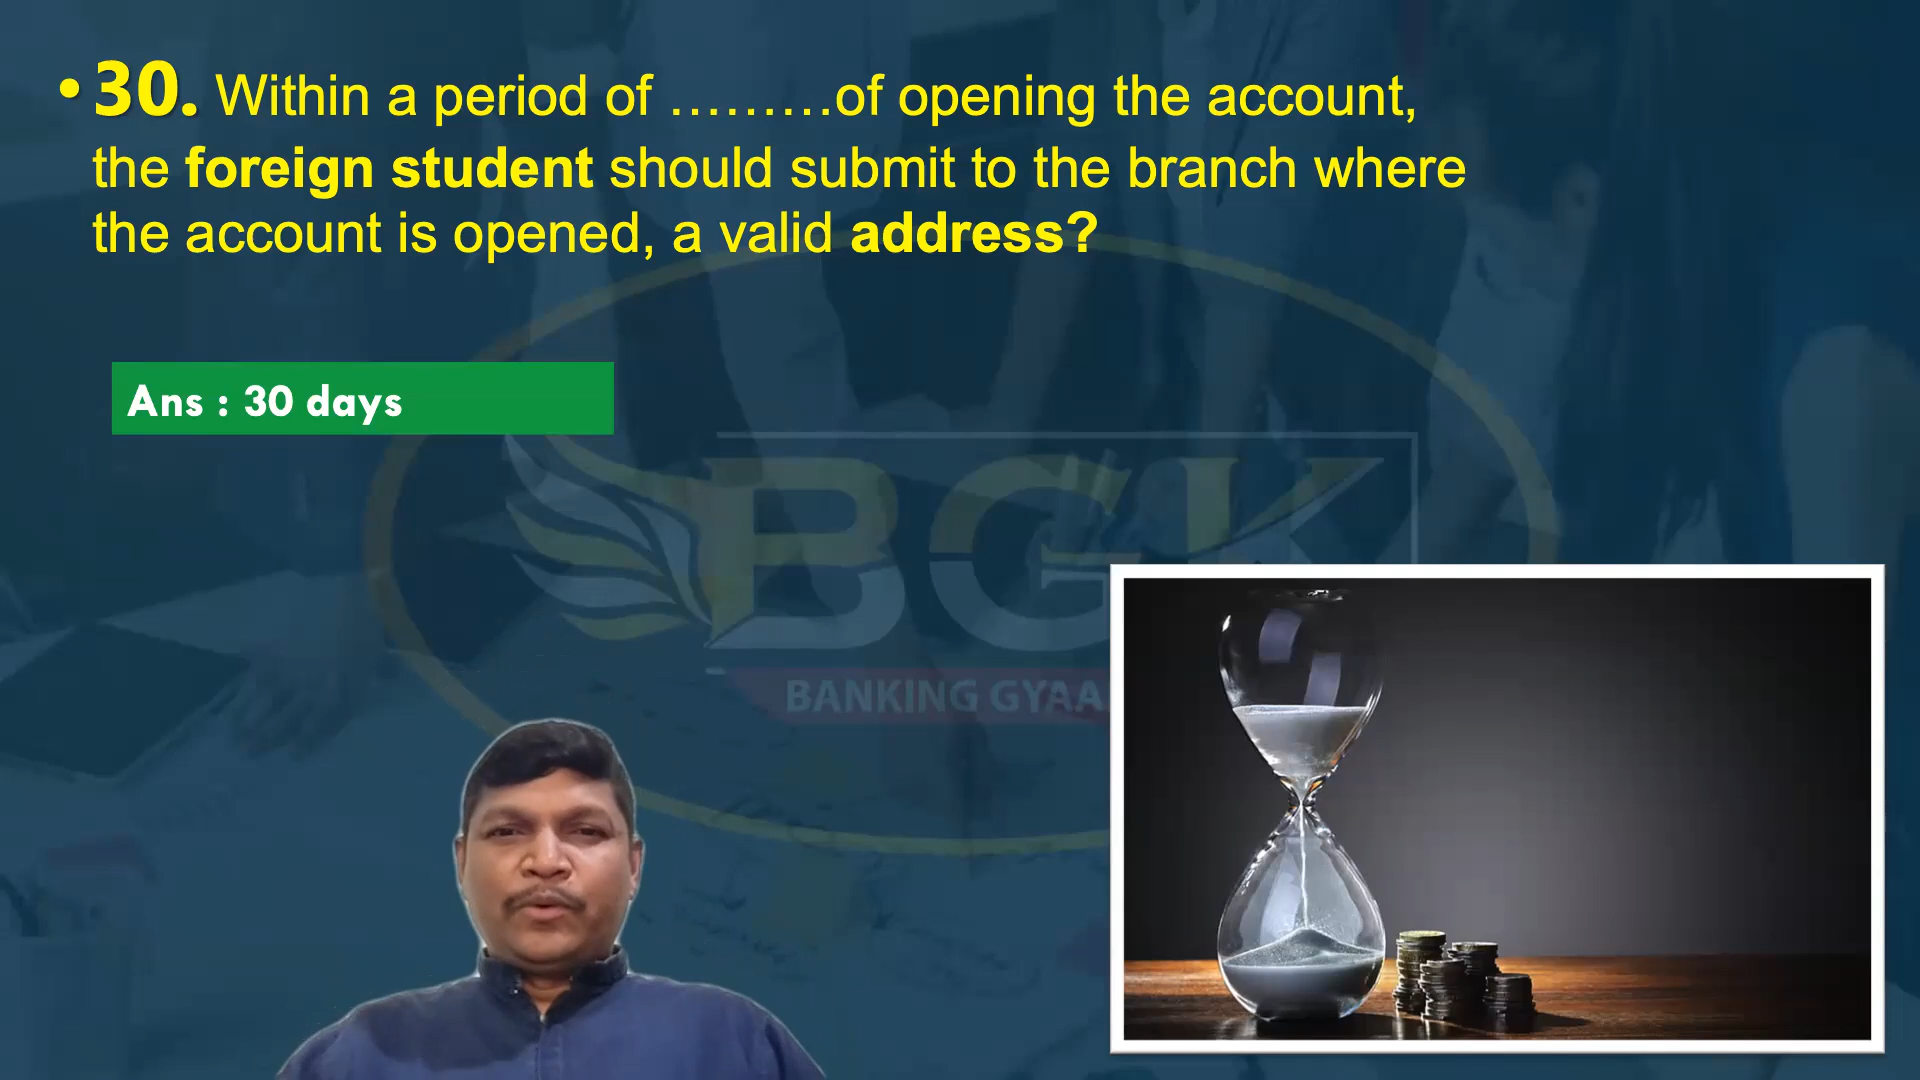 • 30. Within a period of ………of opening the account,
the foreign student should submit to the branch where
the account is opened, a valid address?
Ans : 30 days
BGK
BANKING GYAA